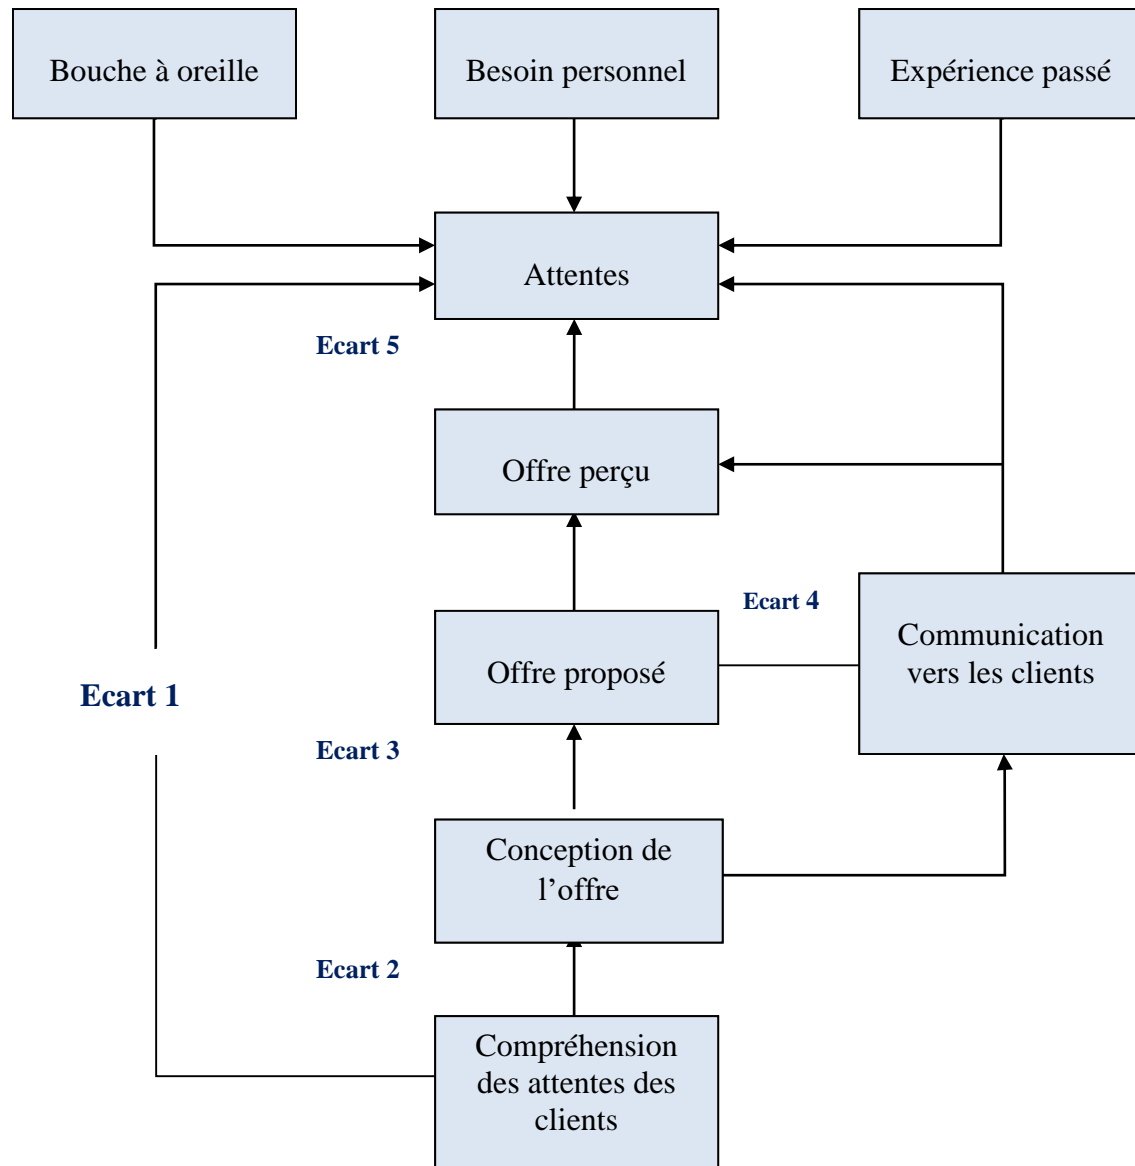 Bouche à oreille
Besoin personnel
Expérience passé
Attentes
Ecart 5
Offre perçu
Ecart 4
Communication
vers les clients
Offre proposé
Ecart 1
Ecart 3
Conception de
l’offre
Ecart 2
Compréhension
des attentes des
clients